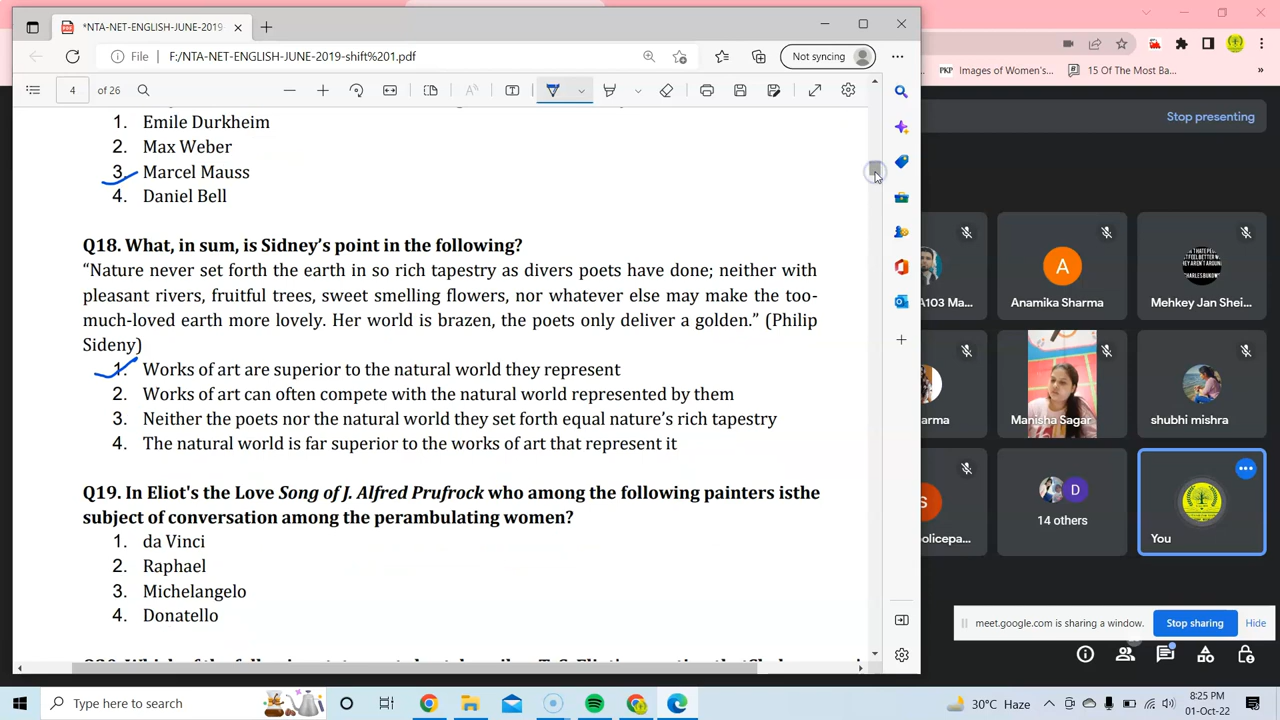 *NTA-NET-ENGLISH-JUNE-2019-
File
F:/NTA-NET-ENGLISH-JUNE-2019-shift%201.pdf
Not syncing
PKP Images of Women's...
15 Of The Most Ba...
4 of 26
Stop presenting
1. Emile Durkheim
2. Max Weber
3. Marcel Mauss
4. Daniel Bell
Q18. What, in sum, is Sidney's point in the following?
“Nature never set forth the earth in so rich tapestry as divers poets have done; neither with
pleasant rivers, fruitful trees, sweet smelling flowers, nor whatever else may make the too-
much-loved earth more lovely. Her world is brazen, the poets only deliver a golden.” (Philip
Sideny)
1. Works of art are superior to the natural world they represent
2. Works of art can often compete with the natural world represented by them
3. Neither the poets nor the natural world they set forth equal nature's rich tapestry
4. The natural world is far superior to the works of art that represent it
Q19. In Eliot's the Love Song of J. Alfred Prufrock who among the following painters isthe
subject of conversation among the perambulating women?
1. da Vinci
2. Raphael
3. Michelangelo
4. Donatello
A103 Ma...
A
Anamika Sharma
Mehkey Jan Shei...
arma
Manisha Sagar
shubhi mishra
S
policepa...
D
14 others
You
meet.google.com is sharing a window.
Stop sharing
Hide
Type here to search
30°C Haze
8:25 PM
01-Oct-22